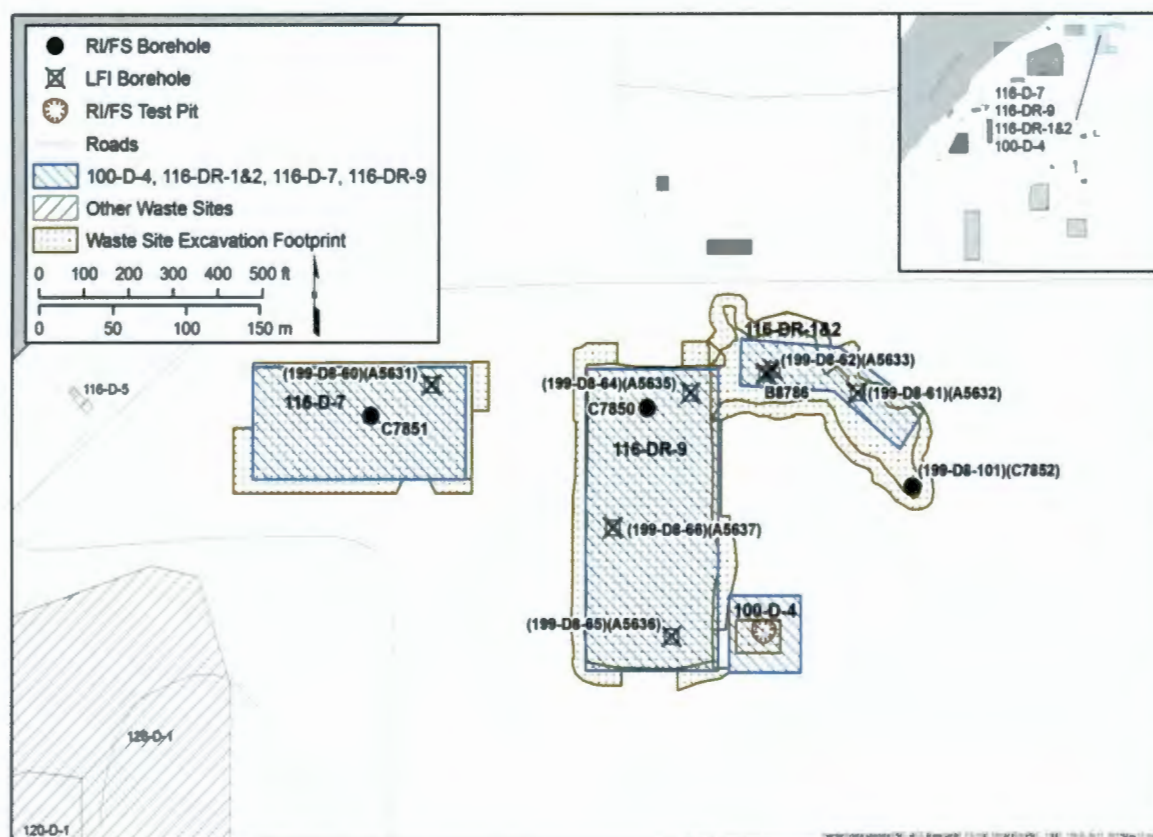 RI/FS Borehole
LFI Borehole
RI/FS Test Pit
Roads
100-D-4, 116-DR-1&2, 116-D-7, 116-DR-9
Other Waste Sites
Waste Site Excavation Footprint
0 100 200 300 400 500 ft
0 50 100 150 m
116-D-7
116-DR-9
116-DR-1&2
100-D-4
116-DR-1&2
(199-D8-62)(A5633)
B8786
(199-D8-61)(A5632)
(199-D8-60)(A5631)
(199-D8-64)(A5635)
116-D-5
116-D-7
C7851
C7850
116-DR-9
(199-D8-101)(C7852)
(199-D8-66)(A5637)
100-D-4
(199-D8-65)(A5636)
126-D-1
120-D-1